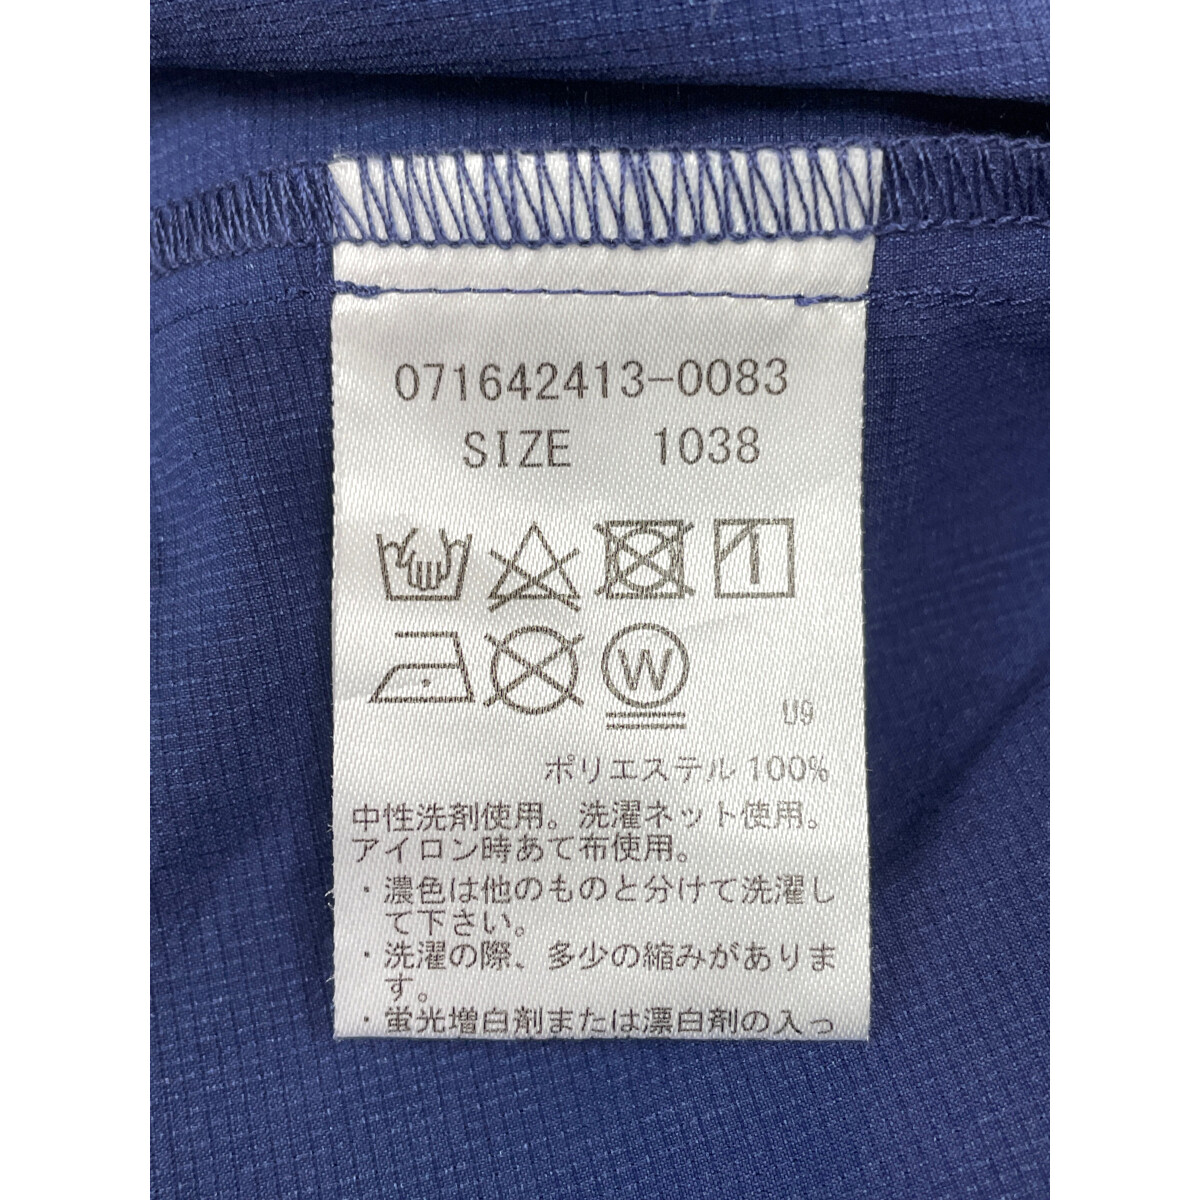 071642413-0083
SIZE 1038
W
U9
ポリエステル 100%
中性洗剤使用。洗濯ネット使用。
アイロン時あて布使用。
・濃色は他のものと分けて洗濯し
て下さい。
・洗濯の際、多少の縮みがありま
す。
・蛍光増白剤または漂白剤の入っ